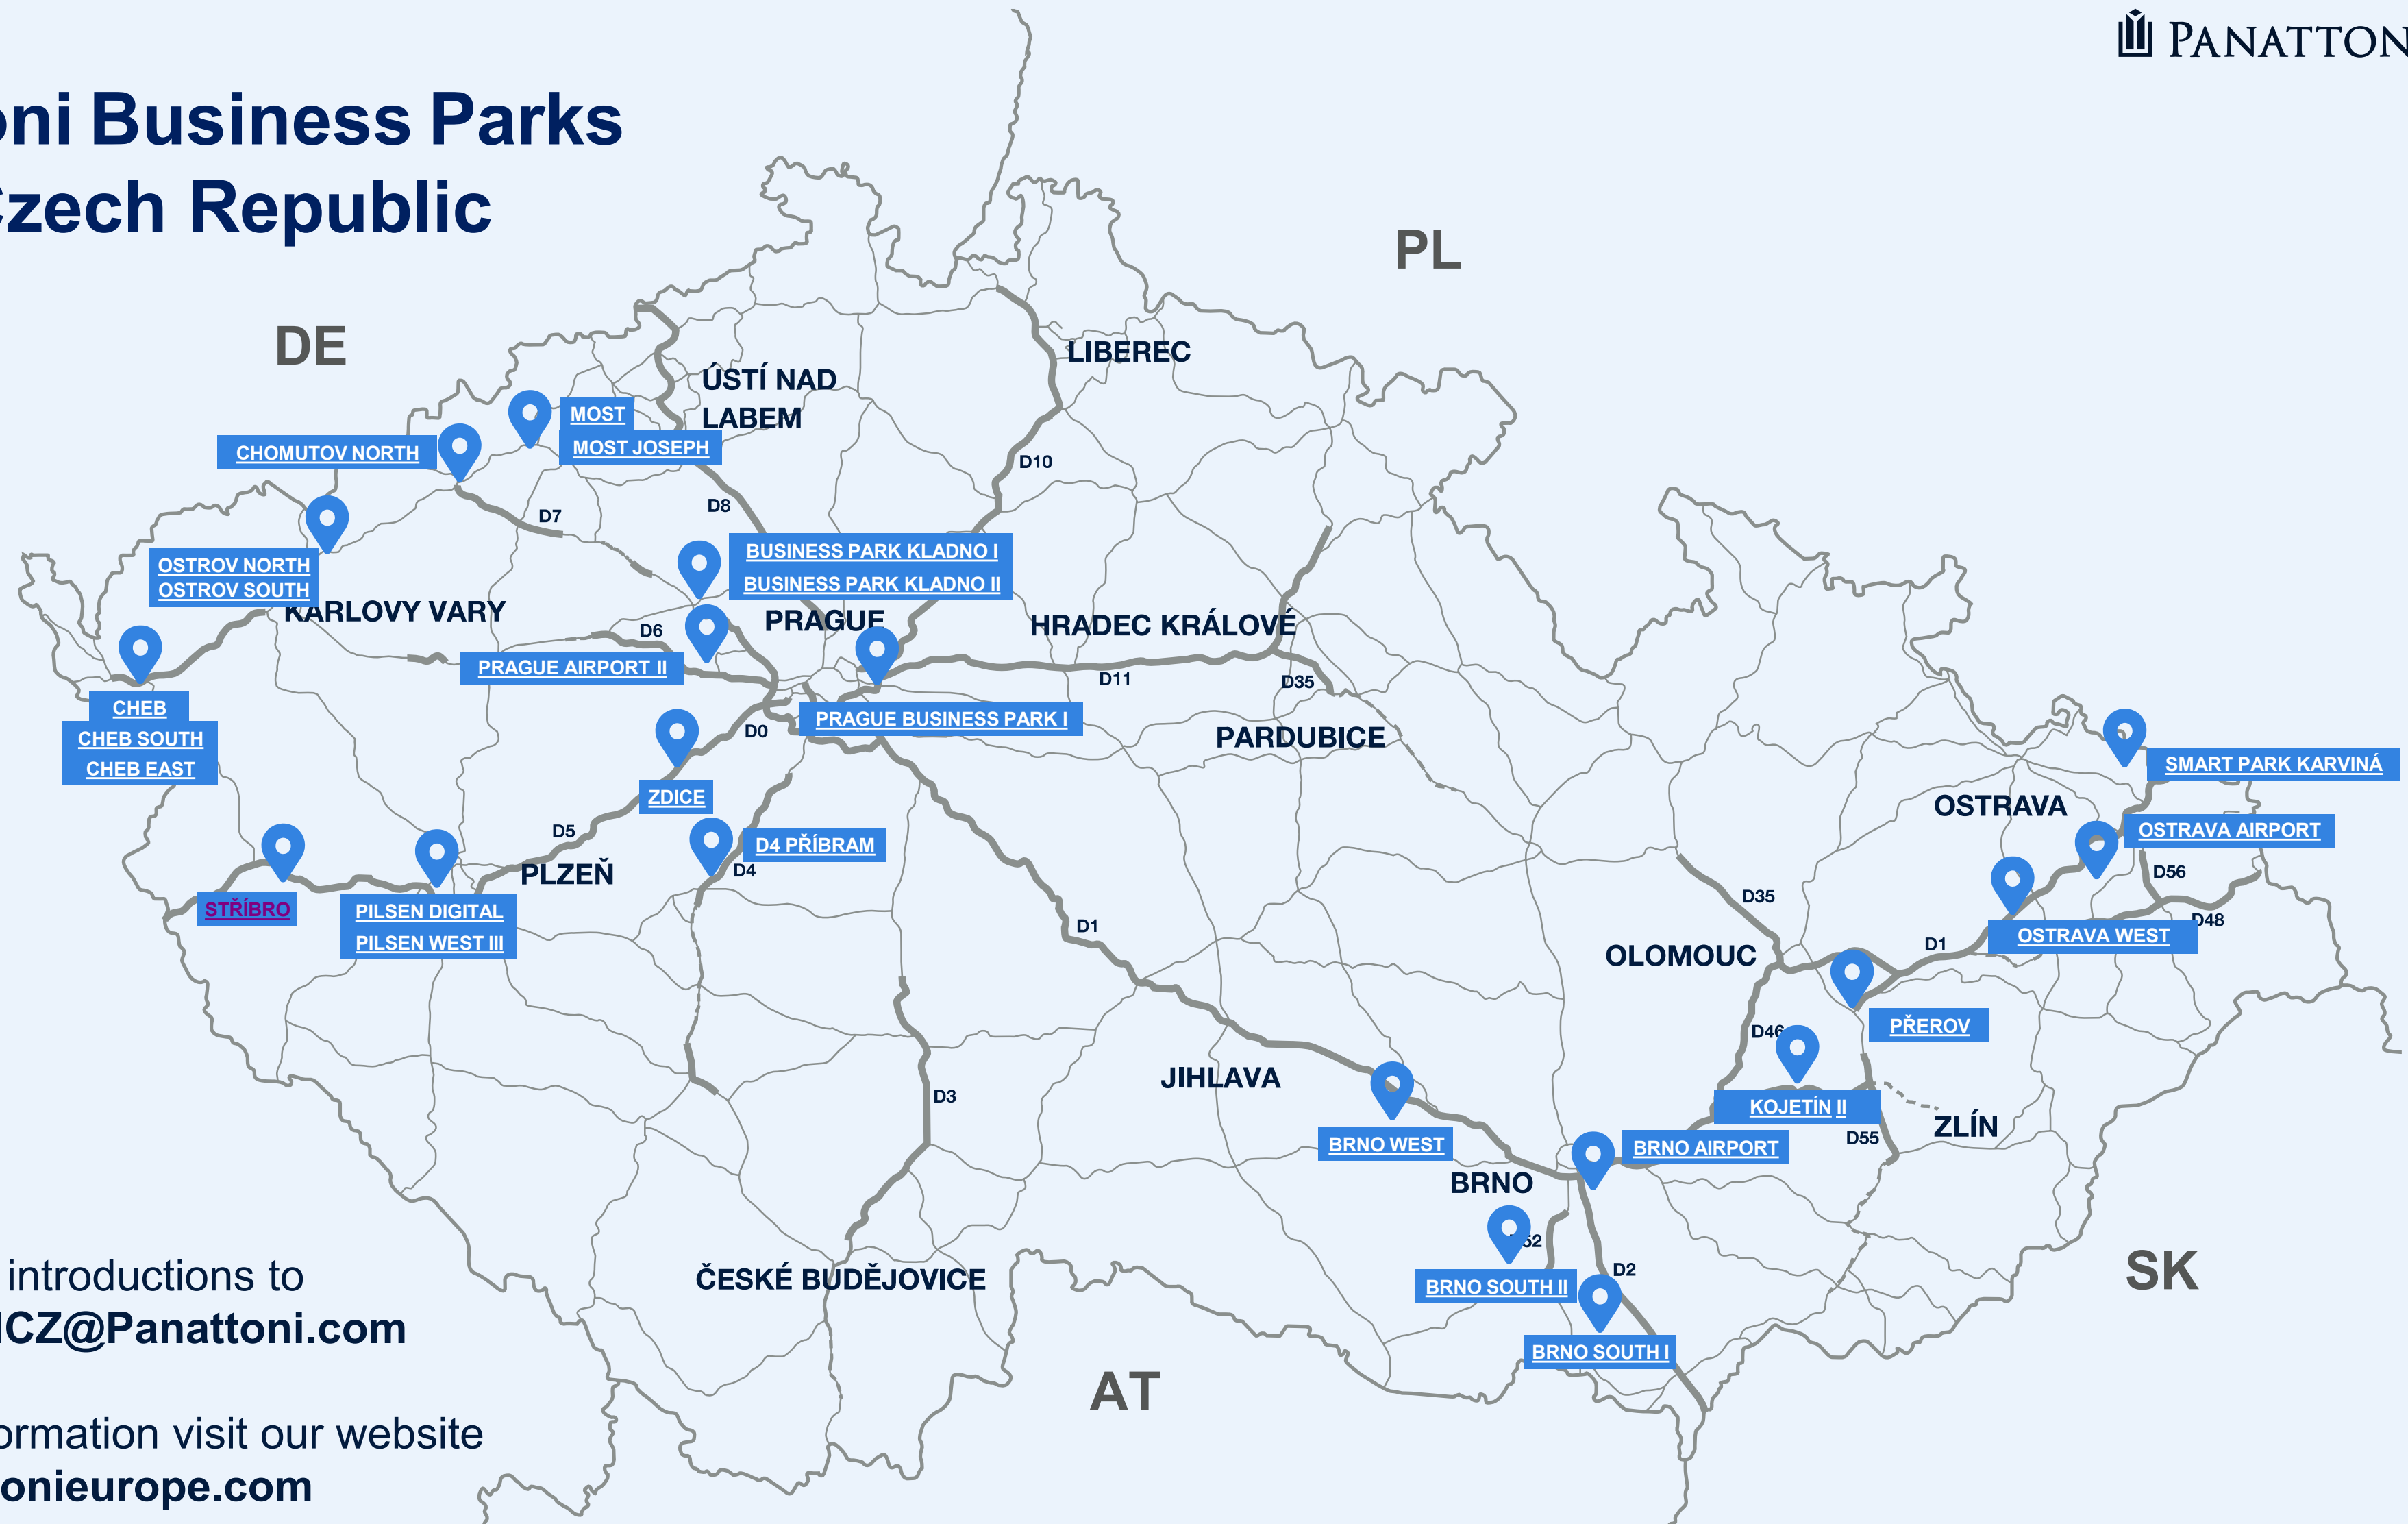 PANATTON
oni Business Parks
Czech Republic
PL
DE
LIBEREC
ÚSTÍ NAD
LABEM
MOST
MOST JOSEPH
CHOMUTOV NORTH
D10
D8
D7
BUSINESS PARK KLADNO I
BUSINESS PARK KLADNO II
OSTROV NORTH
OSTROV SOUTH
KARLOVY VARY
PRAGUE
HRADEC KRÁLOVÉ
D6
PRAGUE AIRPORT II
D11
D35
CHEB
CHEB SOUTH
CHEB EAST
PRAGUE BUSINESS PARK I
D0
PARDUBICE
SMART PARK KARVINÁ
ZDICE
OSTRAVA
OSTRAVA AIRPORT
D5
D4 PŘÍBRAM
D4
PLZEŇ
D56
STŘÍBRO
PILSEN DIGITAL
PILSEN WEST III
D35
D48
D1
OSTRAVA WEST
D1
OLOMOUC
PŘEROV
D46
JIHLAVA
D3
KOJETÍN II
ZLÍN
D55
BRNO WEST
BRNO AIRPORT
BRNO
52
D2
BRNO SOUTH II
BRNO SOUTH I
ČESKÉ BUDĚJOVICE
SK
AT
introductions to
CZ@Panattoni.com
ormation visit our website
onieurope.com